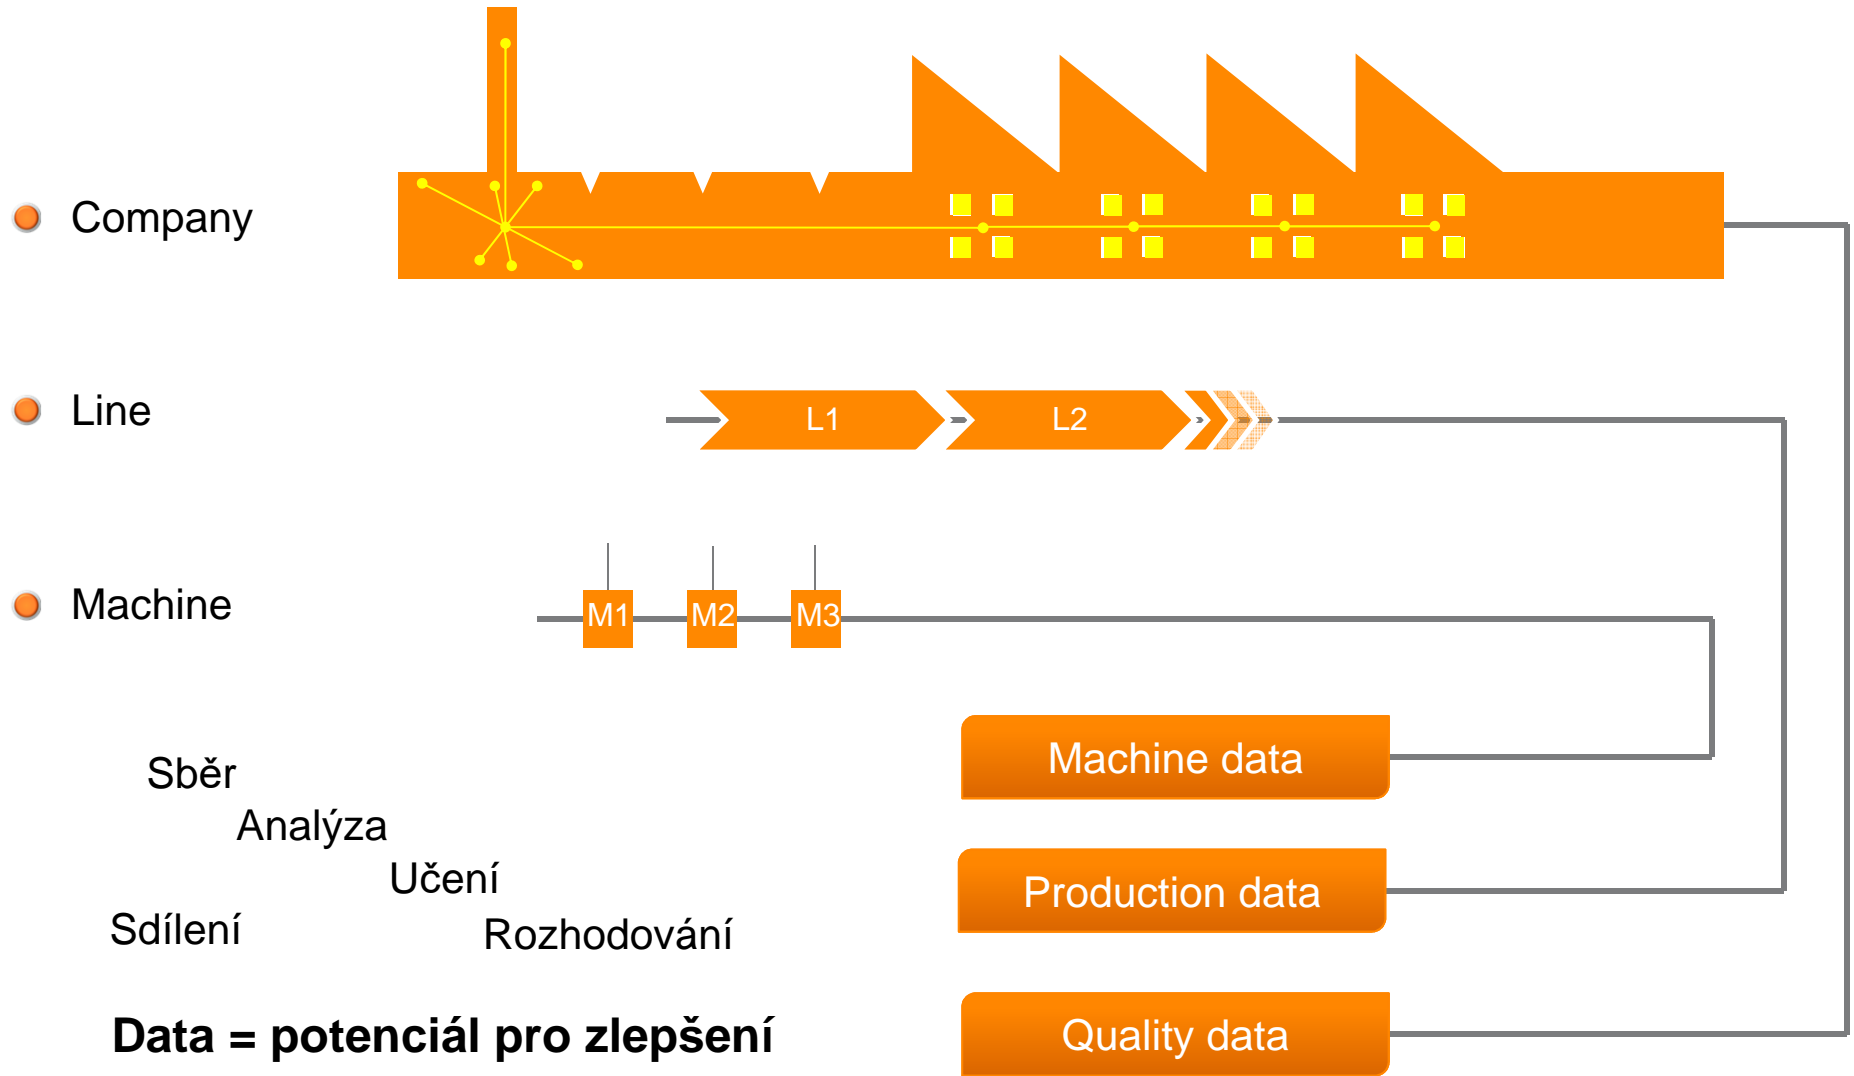 Company
Line
L1
L2
Machine
M1
M2
M3
Machine data
Sběr
Analýza
Učení
Production data
Sdílení
Rozhodování
Data = potenciál pro zlepšení
Quality data